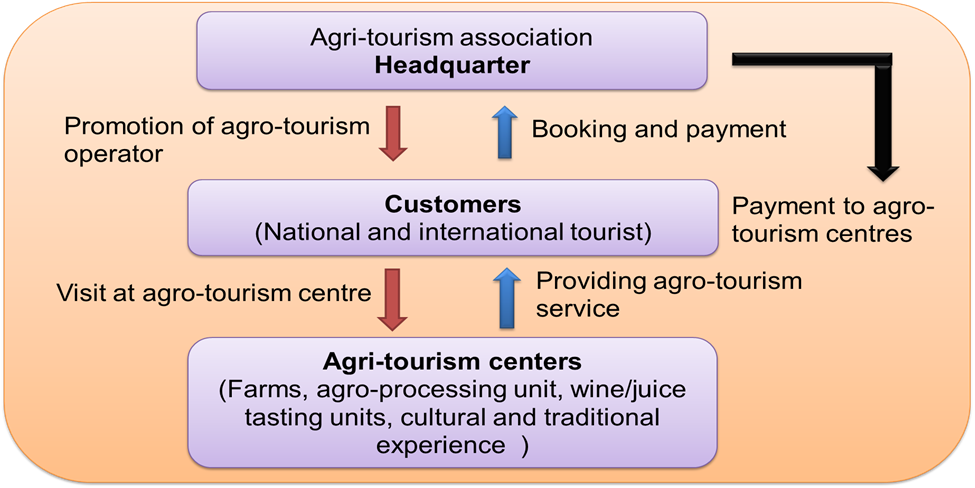 Agri-tourism association
Headquarter
Promotion of agro-tourism
operator
Booking and payment
Customers
(National and international tourist)
Payment to agro-
tourism centres
Visit at agro-tourism centre
Providing agro-tourism
service
Agri-tourism centers
(Farms, agro-processing unit, wine/juice
tasting units, cultural and traditional
experience )